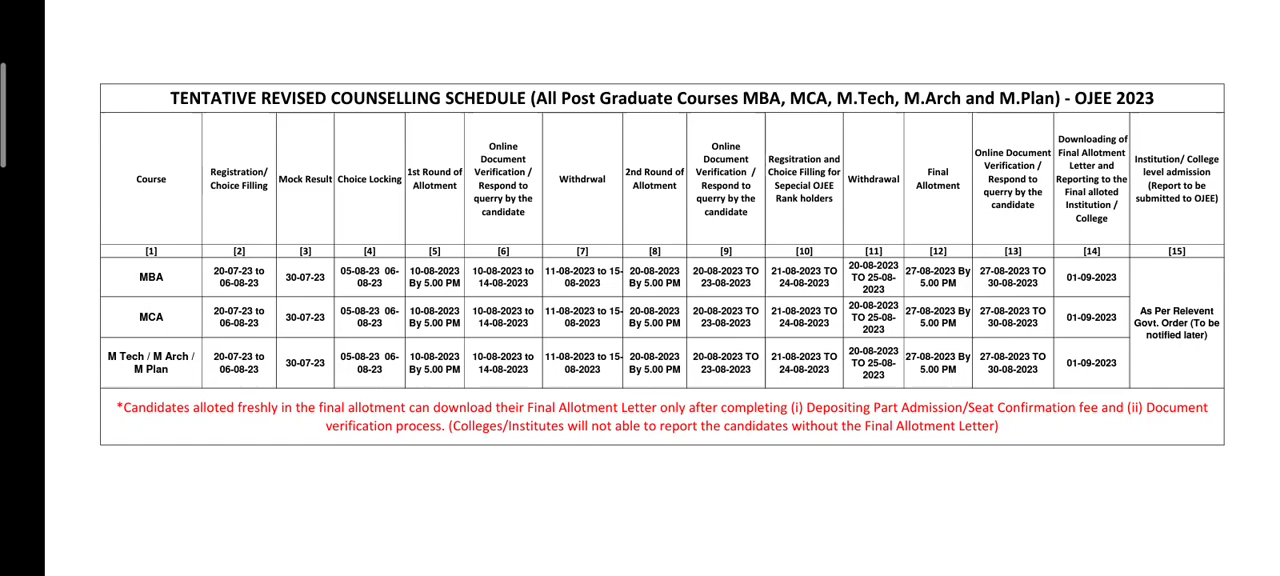 TENTATIVE REVISED COUNSELLING SCHEDULE (All Post Graduate Courses MBA, MCA, M.Tech, M.Arch and M.Plan) - OJEE 2023
Course
Registration/
Choice Filling
Mock Result
Choice Locking
1st Round of
Allotment
Online
Document
Verification /
Respond to
querry by the
candidate
Withdrwal
2nd Round of
Allotment
Online
Document
Verification /
Respond to
querry by the
candidate
Regsitration and
Choice Filling for
Sepecial OJEE
Rank holders
Withdrawal
Final
Allotment
Online Document
Verification /
Respond to
querry by the
candidate
Downloading of
Final Allotment
Letter and
Reporting to the
Final alloted
Institution /
College
Institution/ College
level admission
(Report to be
submitted to OJEE)
[1] [2] [3] [4] [5] [6] [7] [8] [9] [10] [11] [12] [13] [14] [15]
MBA
20-07-23 to
06-08-23
30-07-23
05-08-23 06-
08-23
10-08-2023
By 5.00 PM
10-08-2023 to
14-08-2023
11-08-2023 to 15-
08-2023
20-08-2023
By 5.00 PM
20-08-2023 TO
23-08-2023
21-08-2023 TO
24-08-2023
20-08-2023
TO 25-08-
2023
27-08-2023 By
5.00 PM
27-08-2023 TO
30-08-2023
01-09-2023
MCA
20-07-23 to
06-08-23
30-07-23
05-08-23 06-
08-23
10-08-2023
By 5.00 PM
10-08-2023 to
14-08-2023
11-08-2023 to 15-
08-2023
20-08-2023
By 5.00 PM
20-08-2023 TO
23-08-2023
21-08-2023 TO
24-08-2023
20-08-2023
TO 25-08-
2023
27-08-2023 By
5.00 PM
27-08-2023 TO
30-08-2023
01-09-2023
As Per Relevent
Govt. Order (To be
notified later)
M Tech / M Arch /
M Plan
20-07-23 to
06-08-23
30-07-23
05-08-23 06-
08-23
10-08-2023
By 5.00 PM
10-08-2023 to
14-08-2023
11-08-2023 to 15-
08-2023
20-08-2023
By 5.00 PM
20-08-2023 TO
23-08-2023
21-08-2023 TO
24-08-2023
20-08-2023
TO 25-08-
2023
27-08-2023 By
5.00 PM
27-08-2023 TO
30-08-2023
01-09-2023
*Candidates alloted freshly in the final allotment can download their Final Allotment Letter only after completing (i) Depositing Part Admission/Seat Confirmation fee and (ii) Document
verification process. (Colleges/Institutes will not able to report the candidates without the Final Allotment Letter)